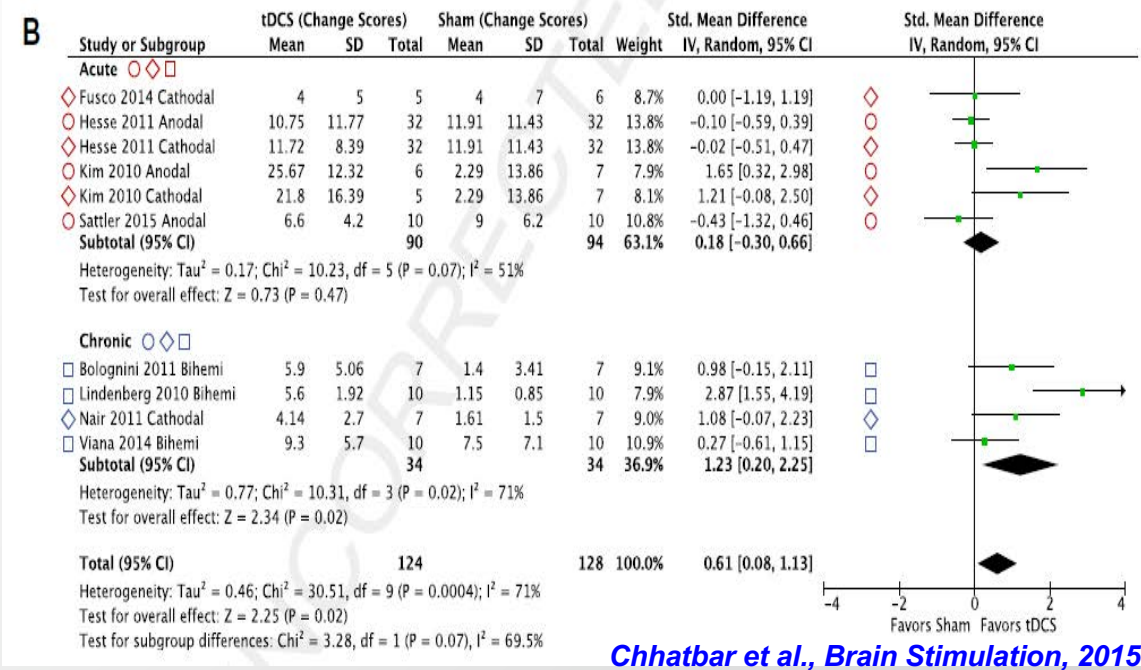 B
tDCS (Change Scores) Sham (Change Scores) Std. Mean Difference Std. Mean Difference
Study or Subgroup Mean SD Total Mean SD Total Weight IV, Random, 95% CI IV, Random, 95% CI
Acute
Fusco 2014 Cathodal 4 5 5 4 7 6 8.7% 0.00 [-1.19, 1.19]
Hesse 2011 Anodal 10.75 11.77 32 11.91 11.43 32 13.8% -0.10 [-0.59, 0.39]
Hesse 2011 Cathodal 11.72 8.39 32 11.91 11.43 32 13.8% -0.02 [-0.51, 0.47]
Kim 2010 Anodal 25.67 12.32 6 2.29 13.86 7 7.9% 1.65 [0.32, 2.98]
Kim 2010 Cathodal 21.8 16.39 5 2.29 13.86 7 8.1% 1.21 [-0.08, 2.50]
Sattler 2015 Anodal 6.6 4.2 10 9 6.2 10 10.8% -0.43 [-1.32, 0.46]
Subtotal (95% CI) 90 94 63.1% 0.18 [-0.30, 0.66]
Heterogeneity: Tau² = 0.17; Chi² = 10.23, df = 5 (P = 0.07); I² = 51%
Test for overall effect: Z = 0.73 (P = 0.47)
Chronic
Bolognini 2011 Bihemi 5.9 5.06 7 1.4 3.41 7 9.1% 0.98 [-0.15, 2.11]
Lindenberg 2010 Bihemi 5.6 1.92 10 1.15 0.85 10 7.9% 2.87 [1.55, 4.19]
Nair 2011 Cathodal 4.14 2.7 7 1.61 1.5 7 9.0% 1.08 [-0.07, 2.23]
Viana 2014 Bihemi 9.3 5.7 10 7.5 7.1 10 10.9% 0.27 [-0.61, 1.15]
Subtotal (95% CI) 34 34 36.9% 1.23 [0.20, 2.25]
Heterogeneity: Tau² = 0.77; Chi² = 10.31, df = 3 (P = 0.02); I² = 71%
Test for overall effect: Z = 2.34 (P = 0.02)
Total (95% CI) 124 128 100.0% 0.61 [0.08, 1.13]
Heterogeneity: Tau² = 0.46; Chi² = 30.51, df = 9 (P = 0.0004); I² = 71%
Test for overall effect: Z = 2.25 (P = 0.02)
Test for subgroup differences: Chi² = 3.28, df = 1 (P = 0.07), I² = 69.5%
-4 -2 0 2 4
Favors Sham Favors tDCS
Chhatbar et al., Brain Stimulation, 2015